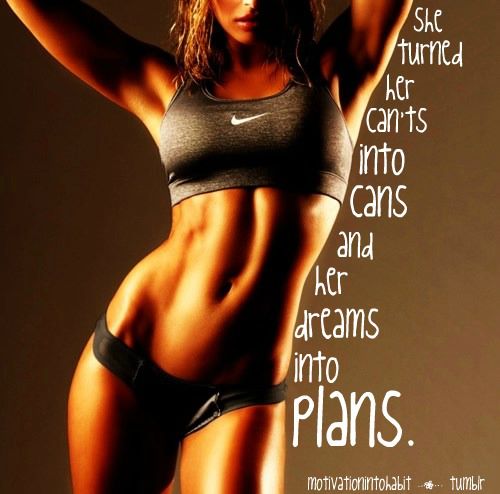 She
turned
her
can'ts
into
cans
and
her
dreams
into
plans.
motivationintohabit tumblr